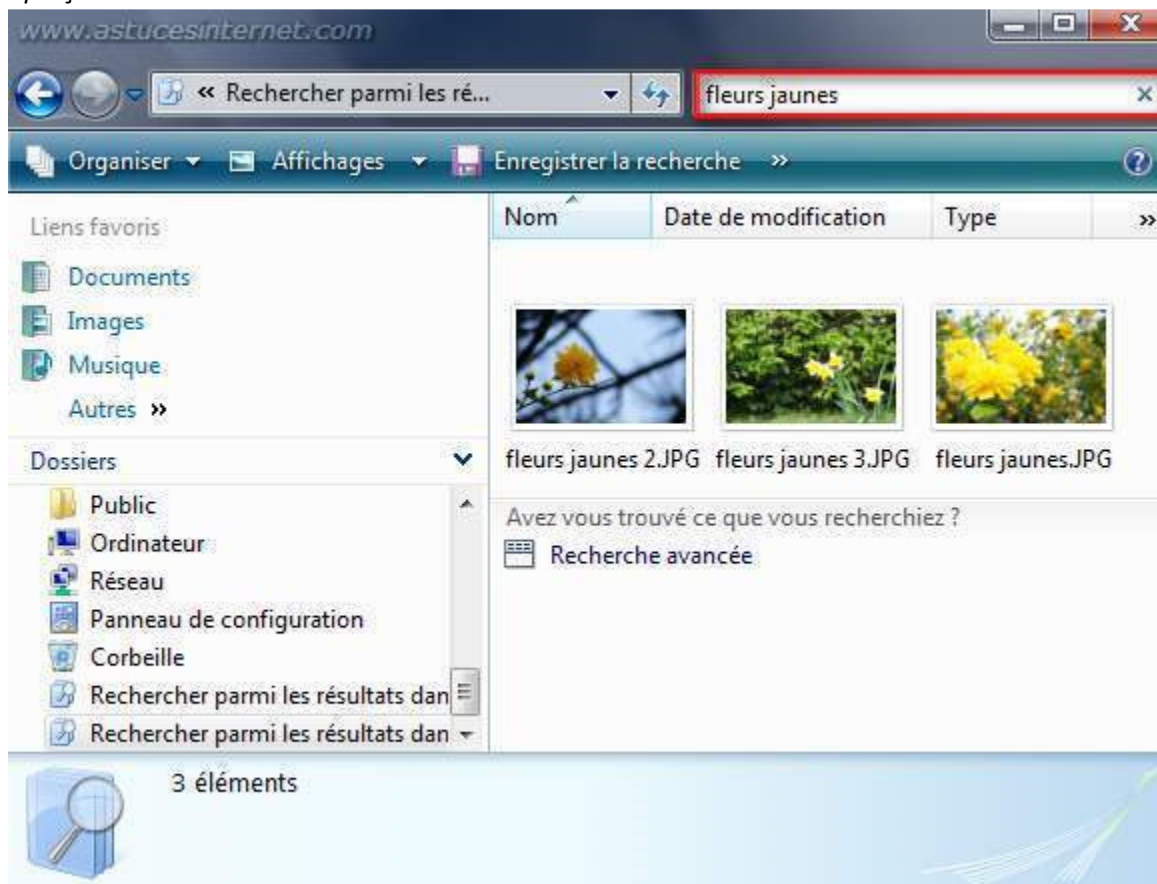 www.astucesinternet.com
« Rechercher parmi les ré...
fleurs jaunes
Organiser
Affichages
Enregistrer la recherche »
Liens favoris
Documents
Images
Musique
Autres »
Dossiers
Public
Ordinateur
Réseau
Panneau de configuration
Corbeille
Rechercher parmi les résultats dan
Rechercher parmi les résultats dan
Nom Date de modification Type »
fleurs jaunes 2.JPG fleurs jaunes 3.JPG fleurs jaunes.JPG
Avez vous trouvé ce que vous recherchiez ?
Recherche avancée
3 éléments